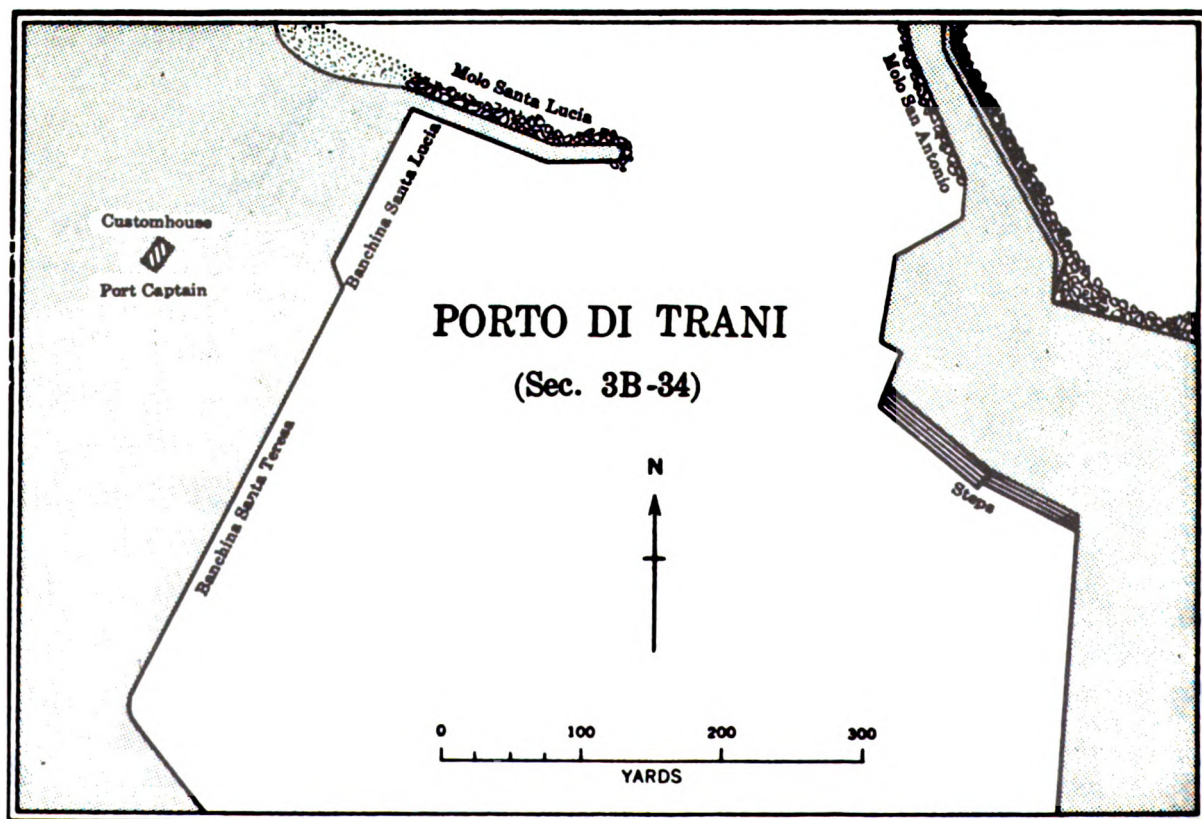 Molo Santa Lucia
Molo San Antonio
Banchina Santa Lucia
Customhouse
Port Captain
PORTO DI TRANI
(Sec. 3B-34)
Banchina Santa Teresa
N
Steps
0 100 200 300
YARDS